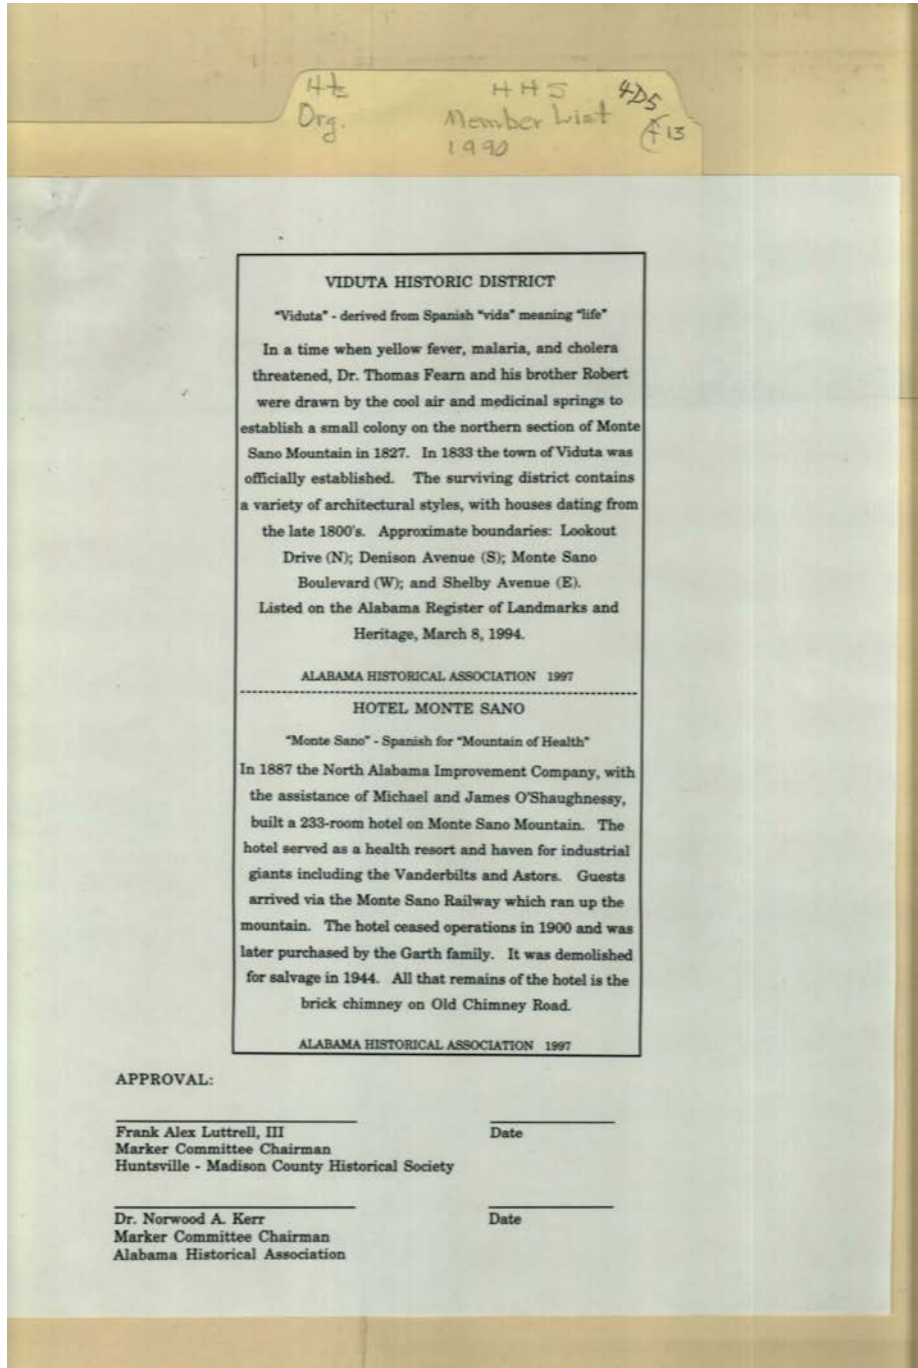 Hts
Org.
HHS
Member List
1990
4D5
13
VIDUTA HISTORIC DISTRICT
"Viduta" - derived from Spanish "vida" meaning "life"
In a time when yellow fever, malaria, and cholera
threatened, Dr. Thomas Fearn and his brother Robert
were drawn by the cool air and medicinal springs to
establish a small colony on the northern section of Monte
Sano Mountain in 1827. In 1833 the town of Viduta was
officially established. The surviving district contains
a variety of architectural styles, with houses dating from
the late 1800's. Approximate boundaries: Lookout
Drive (N); Denison Avenue (S); Monte Sano
Boulevard (W); and Shelby Avenue (E).
Listed on the Alabama Register of Landmarks and
Heritage, March 8, 1994.
ALABAMA HISTORICAL ASSOCIATION 1997
HOTEL MONTE SANO
"Monte Sano" - Spanish for "Mountain of Health"
In 1887 the North Alabama Improvement Company, with
the assistance of Michael and James O'Shaughnessy,
built a 233-room hotel on Monte Sano Mountain. The
hotel served as a health resort and haven for industrial
giants including the Vanderbilts and Astors. Guests
arrived via the Monte Sano Railway which ran up the
mountain. The hotel ceased operations in 1900 and was
later purchased by the Garth family. It was demolished
for salvage in 1944. All that remains of the hotel is the
brick chimney on Old Chimney Road.
ALABAMA HISTORICAL ASSOCIATION 1997
APPROVAL:
Frank Alex Luttrell, III Date
Marker Committee Chairman
Huntsville - Madison County Historical Society
Dr. Norwood A. Kerr Date
Marker Committee Chairman
Alabama Historical Association